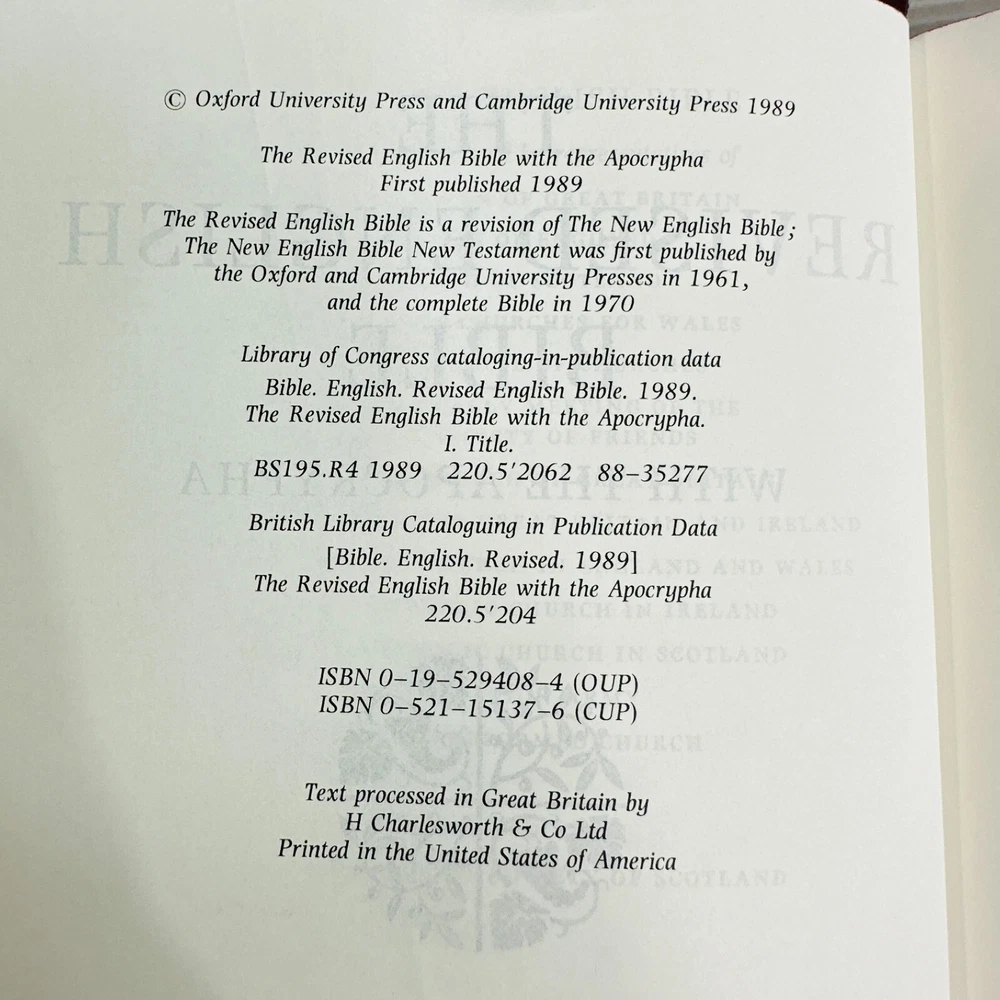 © Oxford University Press and Cambridge University Press 1989
The Revised English Bible with the Apocrypha
First published 1989
The Revised English Bible is a revision of The New English Bible;
The New English Bible New Testament was first published by
the Oxford and Cambridge University Presses in 1961,
and the complete Bible in 1970
Library of Congress cataloging-in-publication data
Bible. English. Revised English Bible. 1989.
The Revised English Bible with the Apocrypha.
I. Title.
BS195.R4 1989 220.5'2062 88–35277
British Library Cataloguing in Publication Data
[Bible. English. Revised. 1989]
The Revised English Bible with the Apocrypha
220.5'204
ISBN 0–19–529408–4 (OUP)
ISBN 0–521–15137–6 (CUP)
Text processed in Great Britain by
H Charlesworth & Co Ltd
Printed in the United States of America